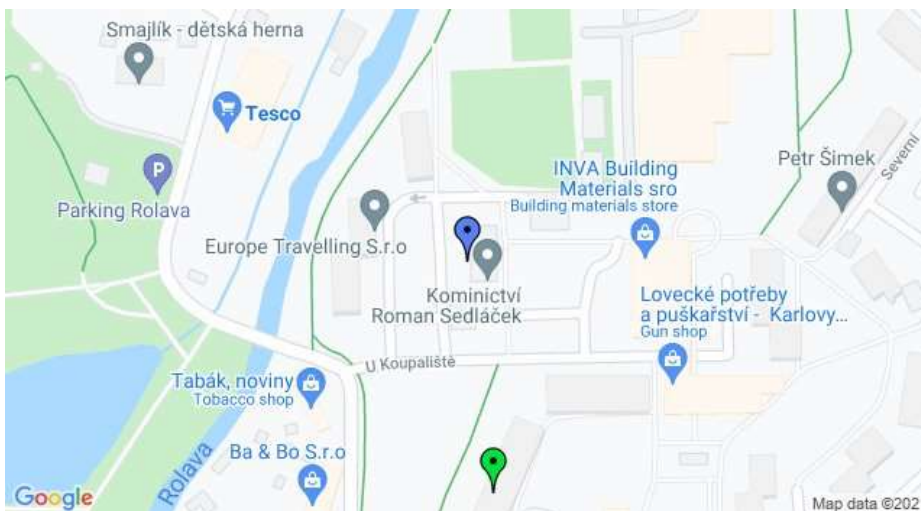 Smajlík - dětská herna
Tesco
P
Parking Rolava
Europe Travelling S.r.o
INVA Building
Materials sro
Building materials store
Petr Šimek
Severní
Kominictví
Roman Sedláček
Lovecké potřeby
a puškařství - Karlovy...
Gun shop
U Koupaliště
Tabák, noviny
Tobacco shop
Ba & Bo S.r.o
Rolava
Google
Map data ©202